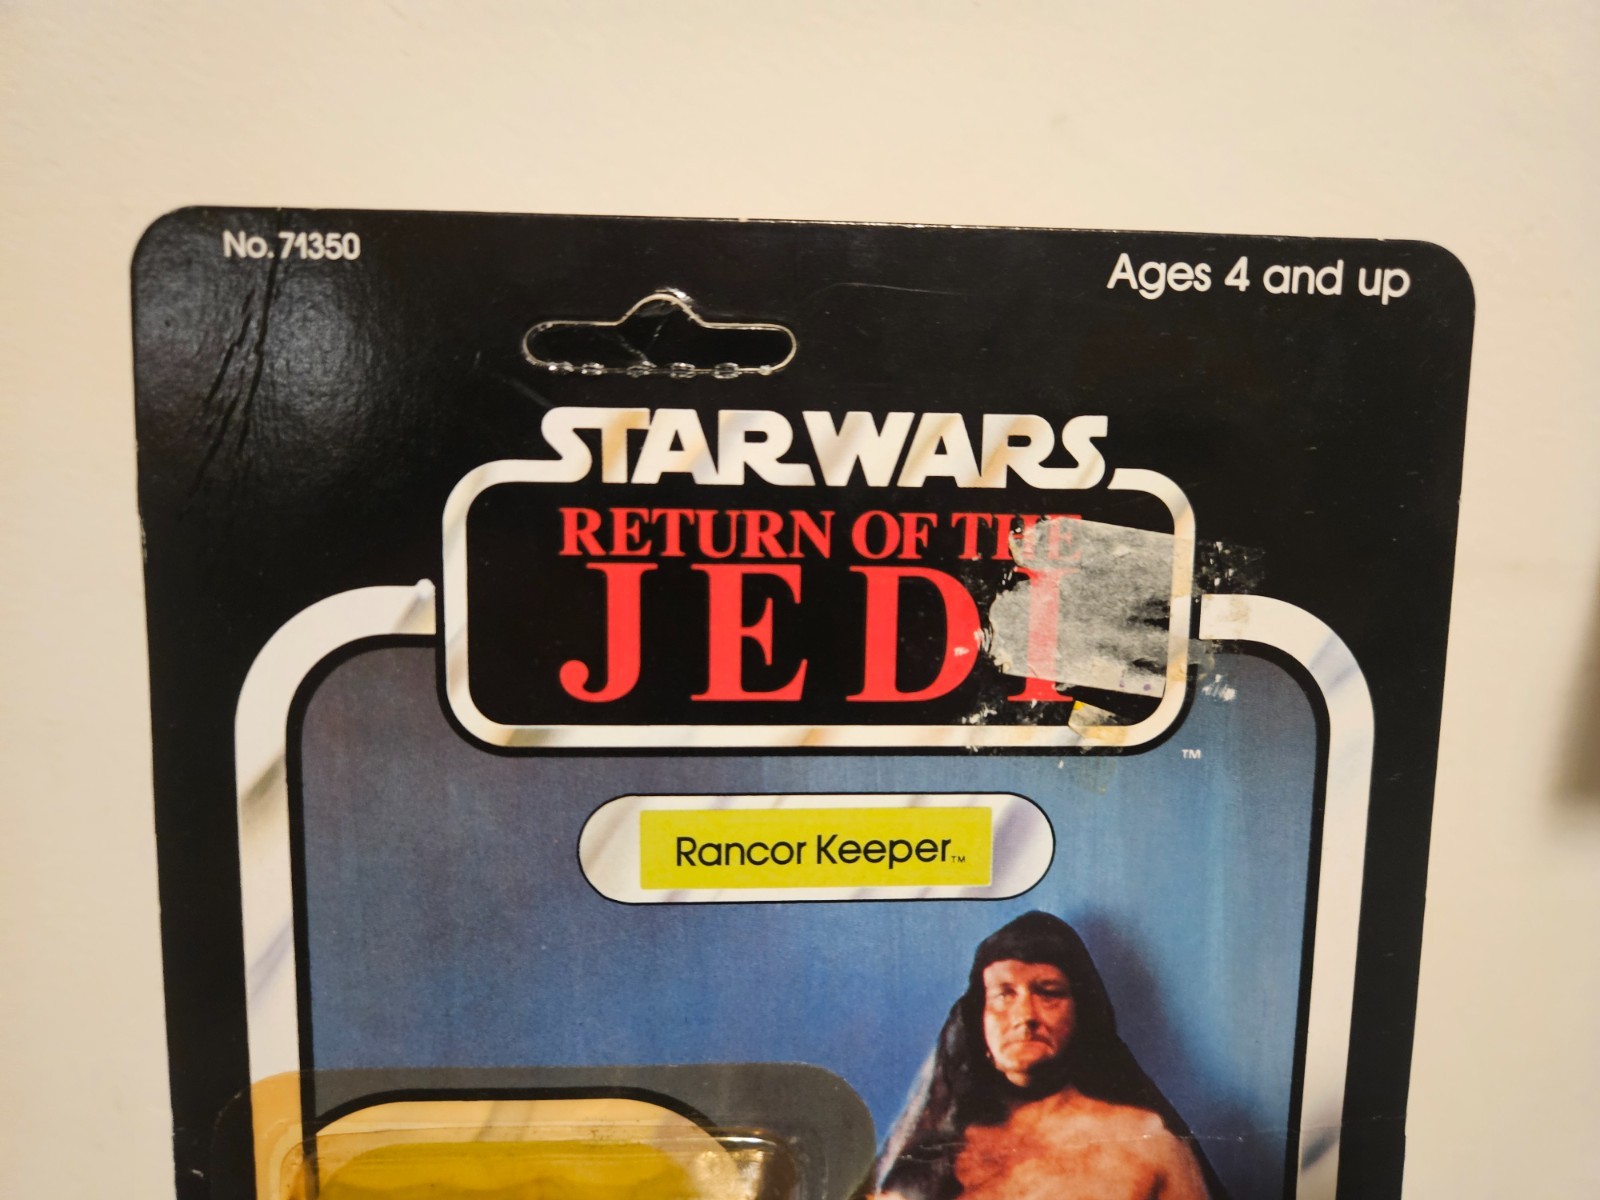 No. 71350
Ages 4 and up
STAR WARS
RETURN OF THE
JEDI
TM
Rancor Keeper TM